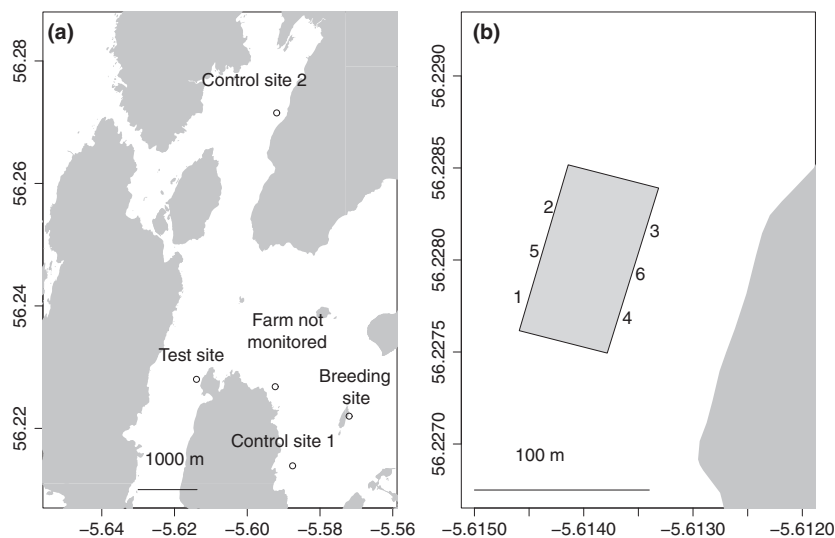 (a)
Control site 2
Farm not
monitored
Test site
Breeding
site
Control site 1
1000 m
56.28
56.26
56.24
56.22
−5.64 −5.62 −5.60 −5.58 −5.56
(b)
2
3
5
6
1
4
100 m
56.2290
56.2285
56.2280
56.2275
56.2270
−5.6150 −5.6140 −5.6130 −5.6120